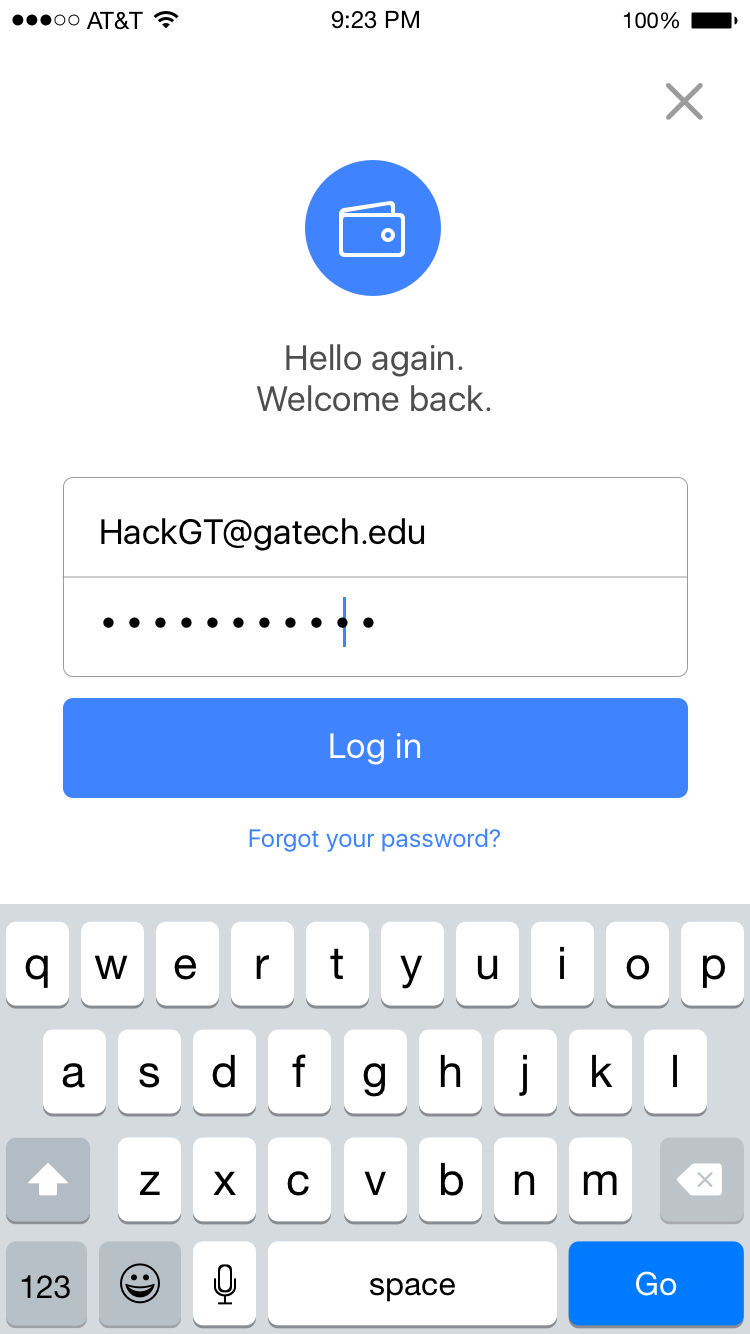 AT&T 9:23 PM 100%
Hello again.
Welcome back.
HackGT@gatech.edu
•••••••••••
Log in
Forgot your password?
q w e r t y u i o p
a s d f g h j k l
z x c v b n m
123 space Go